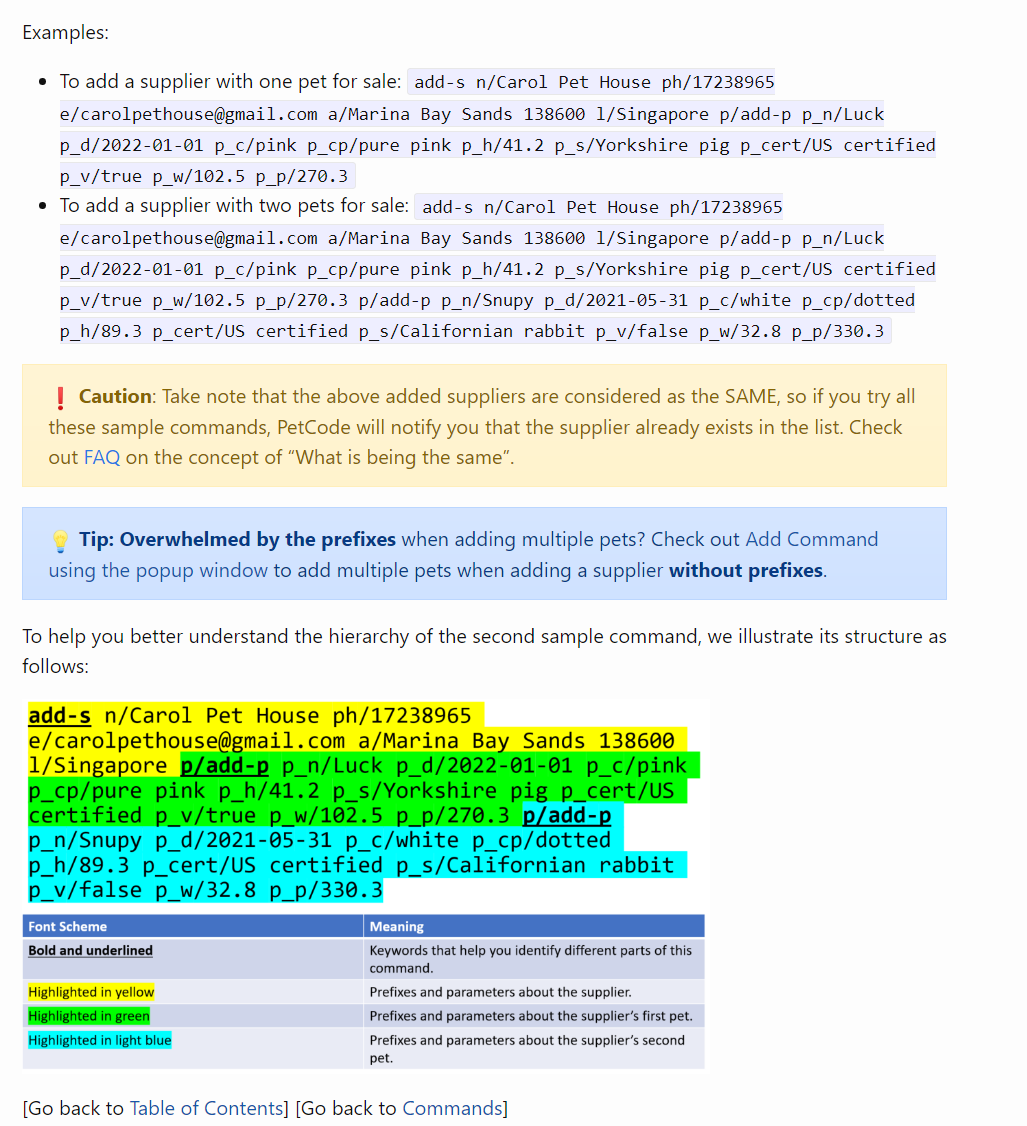 Examples:
• To add a supplier with one pet for sale: add-s n/Carol Pet House ph/17238965
e/carolpethouse@gmail.com a/Marina Bay Sands 138600 l/Singapore p/add-p p_n/Luck
p_d/2022-01-01 p_c/pink p_cp/pure pink p_h/41.2 p_s/Yorkshire pig p_cert/US certified
p_v/true p_w/102.5 p_p/270.3
• To add a supplier with two pets for sale: add-s n/Carol Pet House ph/17238965
e/carolpethouse@gmail.com a/Marina Bay Sands 138600 l/Singapore p/add-p p_n/Luck
p_d/2022-01-01 p_c/pink p_cp/pure pink p_h/41.2 p_s/Yorkshire pig p_cert/US certified
p_v/true p_w/102.5 p_p/270.3 p/add-p p_n/Snupy p_d/2021-05-31 p_c/white p_cp/dotted
p_h/89.3 p_cert/US certified p_s/Californian rabbit p_v/false p_w/32.8 p_p/330.3
❗ Caution: Take note that the above added suppliers are considered as the SAME, so if you try all
these sample commands, PetCode will notify you that the supplier already exists in the list. Check
out FAQ on the concept of “What is being the same”.
💡 Tip: Overwhelmed by the prefixes when adding multiple pets? Check out Add Command
using the popup window to add multiple pets when adding a supplier without prefixes.
To help you better understand the hierarchy of the second sample command, we illustrate its structure as
follows:
add-s n/Carol Pet House ph/17238965
e/carolpethouse@gmail.com a/Marina Bay Sands 138600
l/Singapore p/add-p p_n/Luck p_d/2022-01-01 p_c/pink
p_cp/pure pink p_h/41.2 p_s/Yorkshire pig p_cert/US
certified p_v/true p_w/102.5 p_p/270.3 p/add-p
p_n/Snupy p_d/2021-05-31 p_c/white p_cp/dotted
p_h/89.3 p_cert/US certified p_s/Californian rabbit
p_v/false p_w/32.8 p_p/330.3
Font Scheme Meaning
Bold and underlined Keywords that help you identify different parts of this
command.
Highlighted in yellow Prefixes and parameters about the supplier.
Highlighted in green Prefixes and parameters about the supplier’s first pet.
Highlighted in light blue Prefixes and parameters about the supplier’s second
pet.
[Go back to Table of Contents] [Go back to Commands]